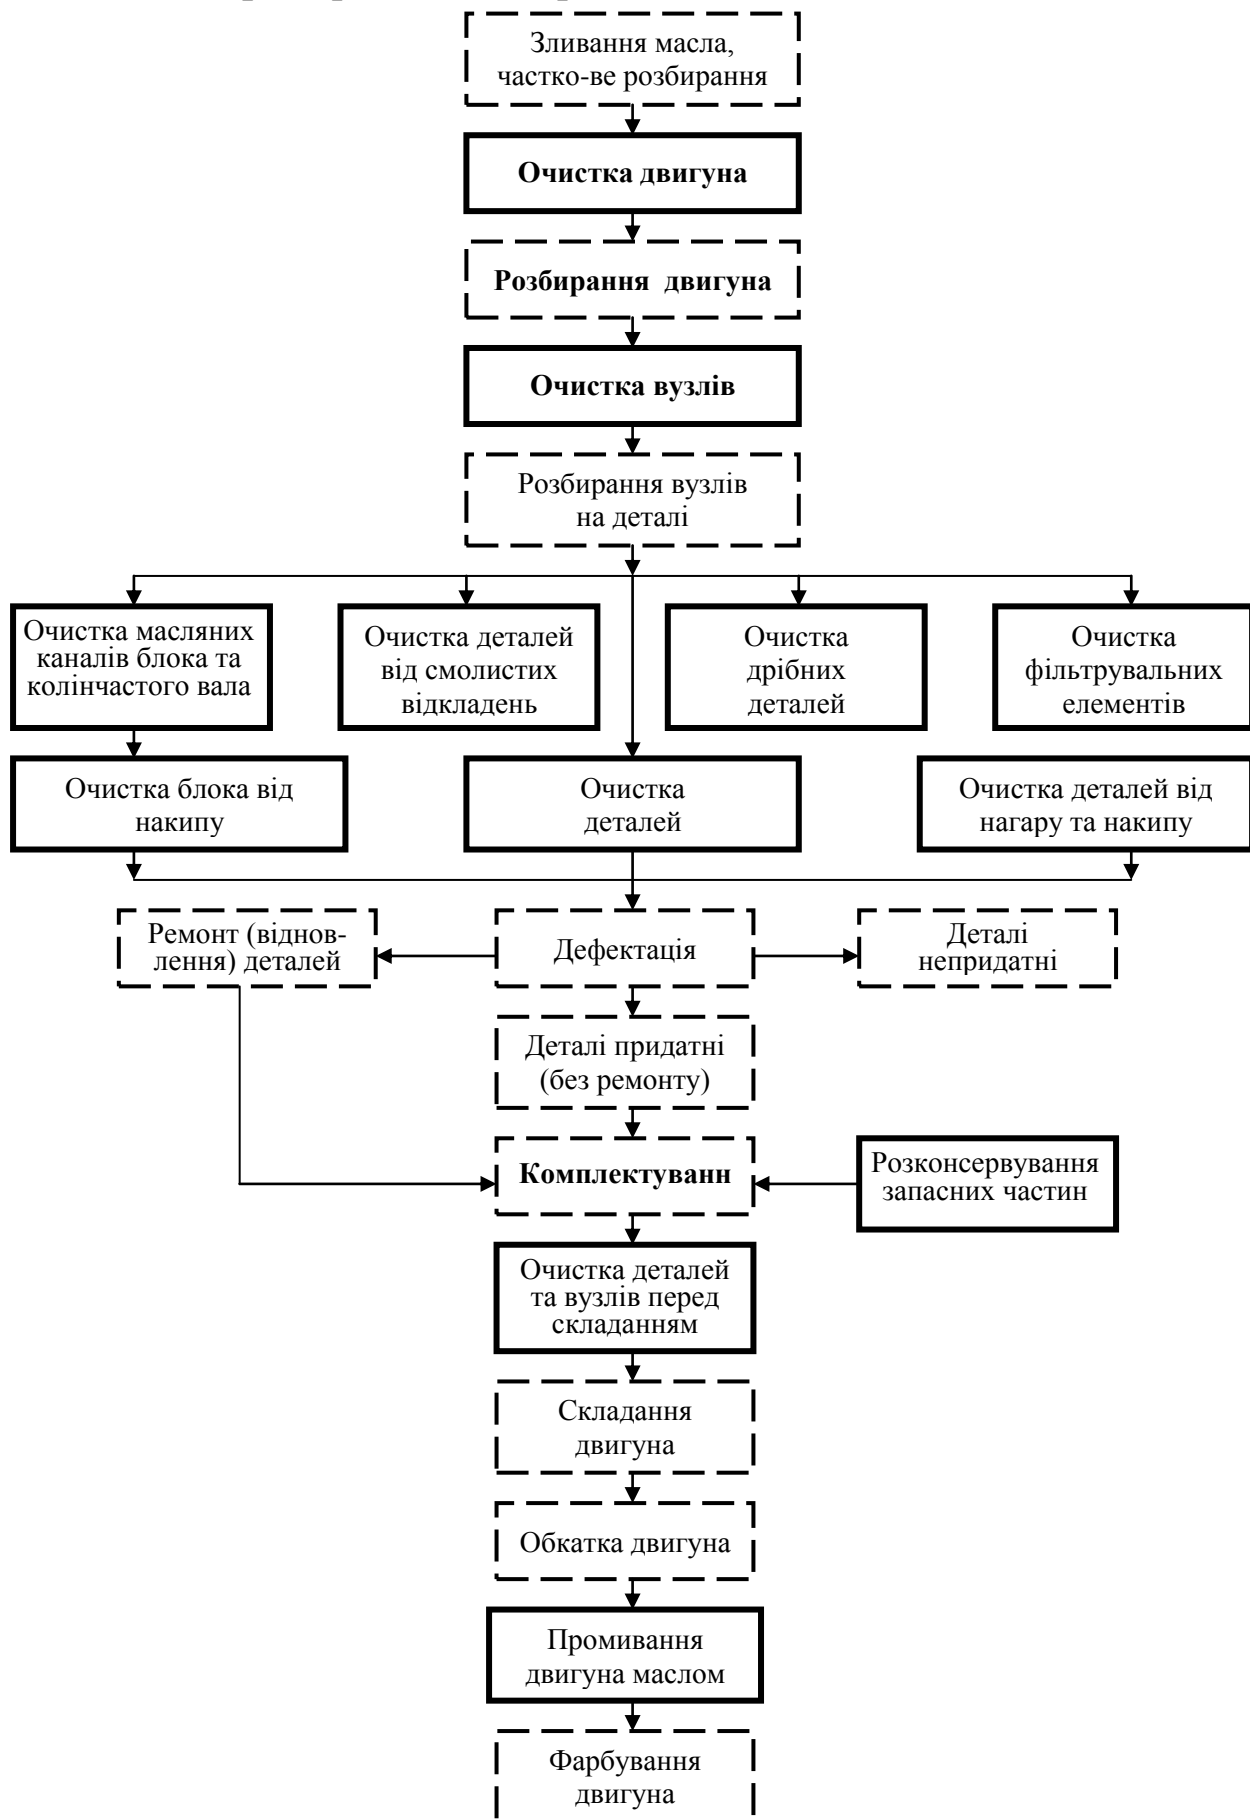 Зливання масла,
частко-ве розбирання
Очистка двигуна
Розбирання двигуна
Очистка вузлів
Розбирання вузлів
на деталі
Очистка масляних
каналів блока та
колінчастого вала
Очистка деталей
від смолистих
відкладень
Очистка
дрібних
деталей
Очистка
фільтрувальних
елементів
Очистка блока від
накипу
Очистка
деталей
Очистка деталей від
нагару та накипу
Ремонт (віднов-
лення) деталей
Дефектація
Деталі
непридатні
Деталі придатні
(без ремонту)
Комплектуванн
Розконсервування
запасних частин
Очистка деталей
та вузлів перед
складанням
Складання
двигуна
Обкатка двигуна
Промивання
двигуна маслом
Фарбування
двигуна